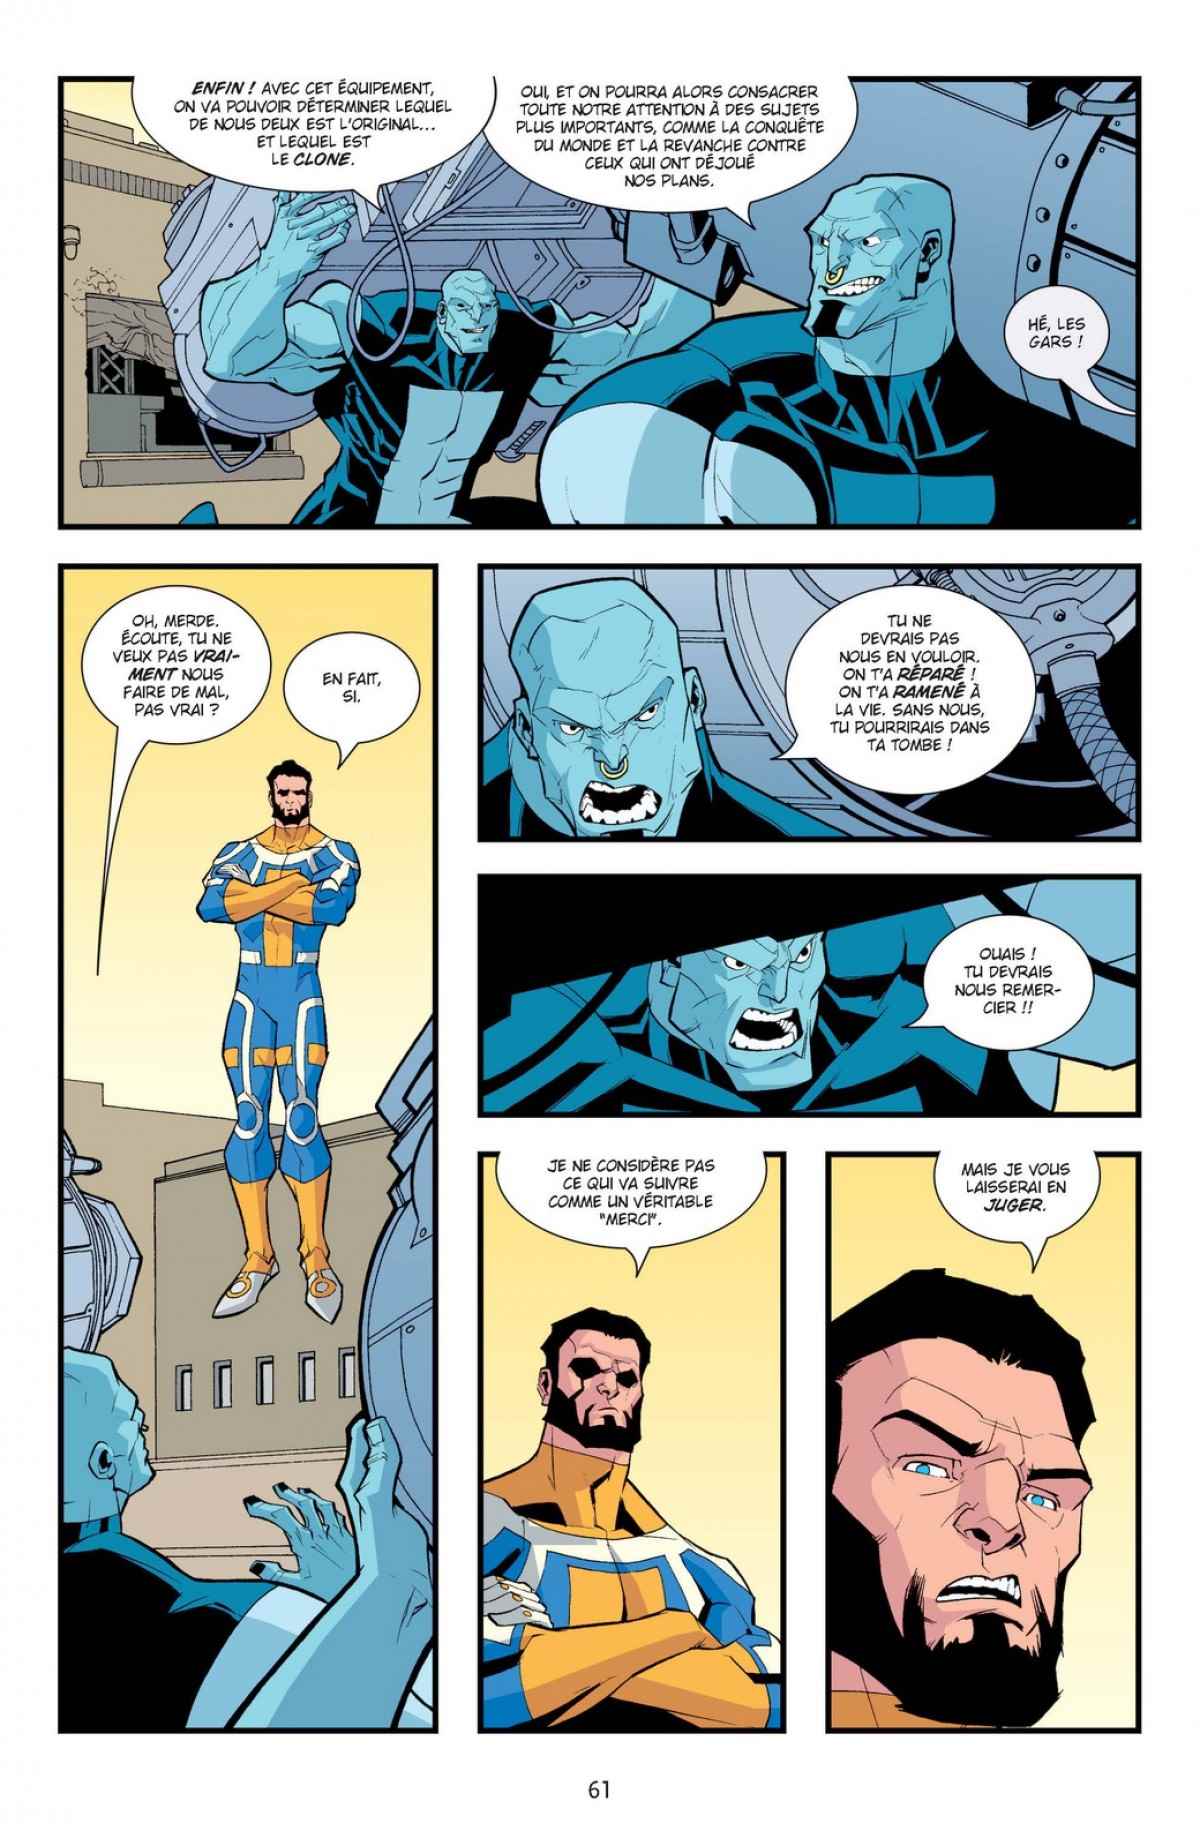 ENFIN ! AVEC CET ÉQUIPEMENT,
ON VA POUVOIR DÉTERMINER LEQUEL
DE NOUS DEUX EST L'ORIGINAL...
ET LEQUEL EST
LE CLONE.
OUI, ET ON POURRA ALORS CONSACRER
TOUTE NOTRE ATTENTION À DES SUJETS
PLUS IMPORTANTS, COMME LA CONQUÊTE
DU MONDE ET LA REVANCHE CONTRE
CEUX QUI ONT DÉJOUÉ
NOS PLANS.
HÉ, LES
GARS !
OH, MERDE.
ÉCOUTE, TU NE
VEUX PAS VRAI-
MENT NOUS
FAIRE DE MAL,
PAS VRAI ?
EN FAIT,
SI.
TU NE
DEVRAIS PAS
NOUS EN VOULOIR.
ON T'A RÉPARÉ !
ON T'A RAMENÉ À
LA VIE. SANS NOUS,
TU POURRIRAIS DANS
TA TOMBE !
OUAIS !
TU DEVRAIS
NOUS REMER-
CIER !!
JE NE CONSIDÈRE PAS
CE QUI VA SUIVRE
COMME UN VÉRITABLE
"MERCI".
MAIS JE VOUS
LAISSERAI EN
JUGER.
61